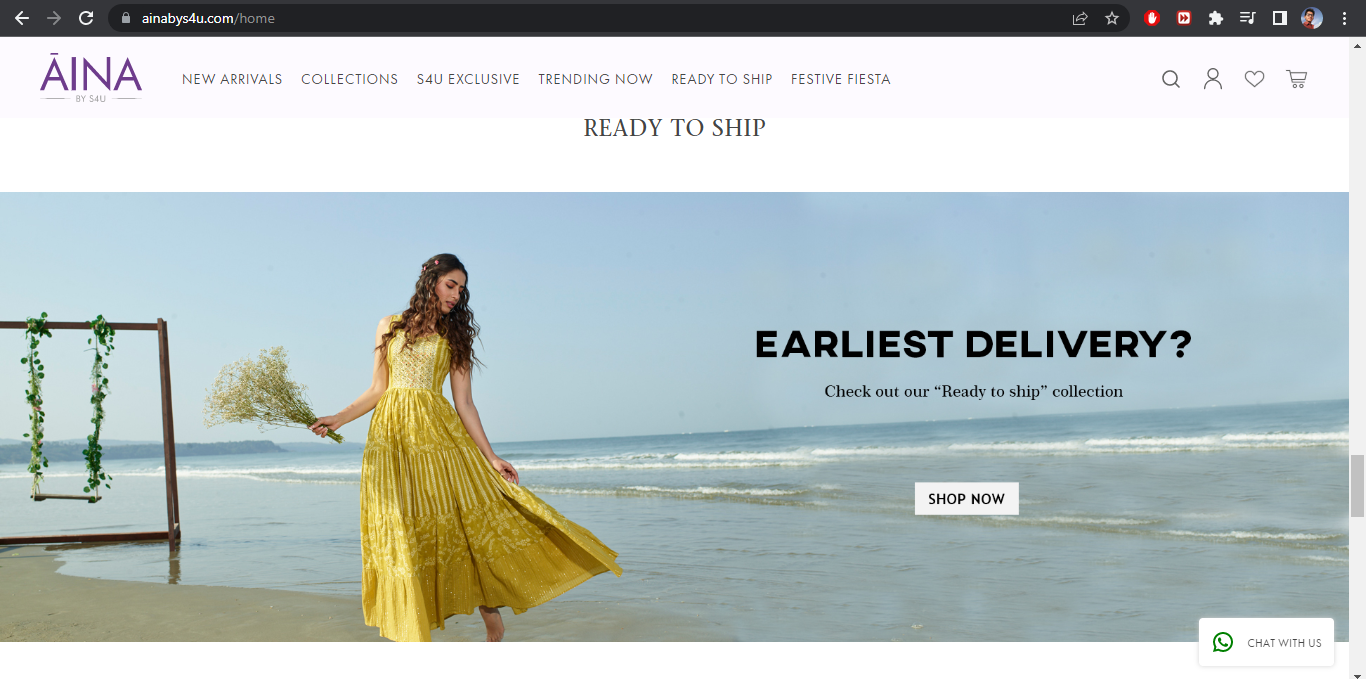 ainabys4u.com/home
ĀINA
BY S4U
NEW ARRIVALS COLLECTIONS S4U EXCLUSIVE TRENDING NOW READY TO SHIP FESTIVE FIESTA
READY TO SHIP
EARLIEST DELIVERY?
Check out our “Ready to ship” collection
SHOP NOW
CHAT WITH US